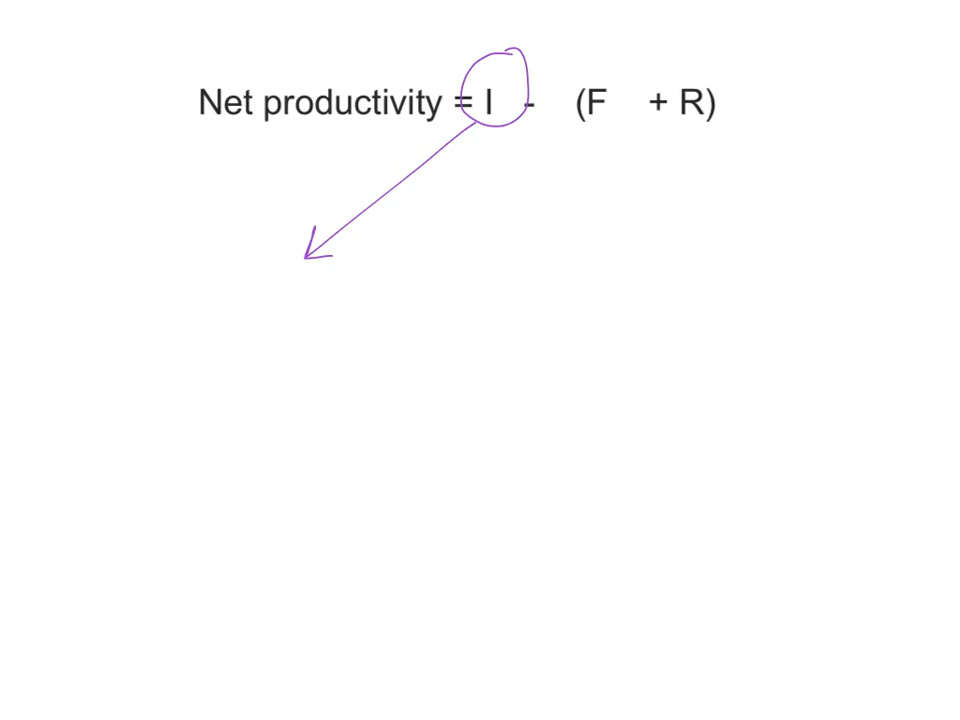 Net productivity = I - (F + R)